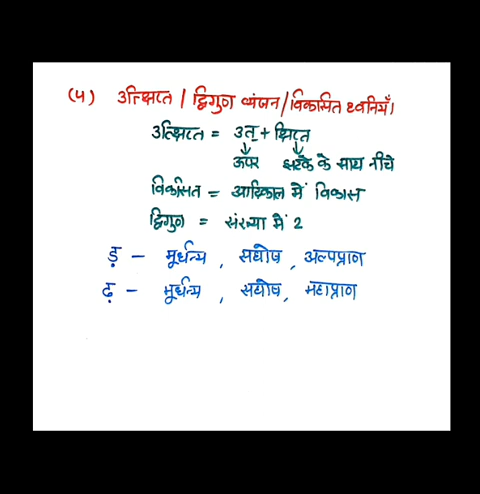 (५) उत्क्षिप्त / द्विगुण व्यंजन / विकसित ध्वनियाँ।
उत्क्षिप्त = उत् + क्षिप्त
ऊपर झटके के साथ नीचे
विकसित = आदिकाल में विकास
द्विगुण = संख्या में 2
ड़ - मूर्धन्य , सघोष , अल्पप्राण
ढ़ - मूर्धन्य , सघोष, महाप्राण